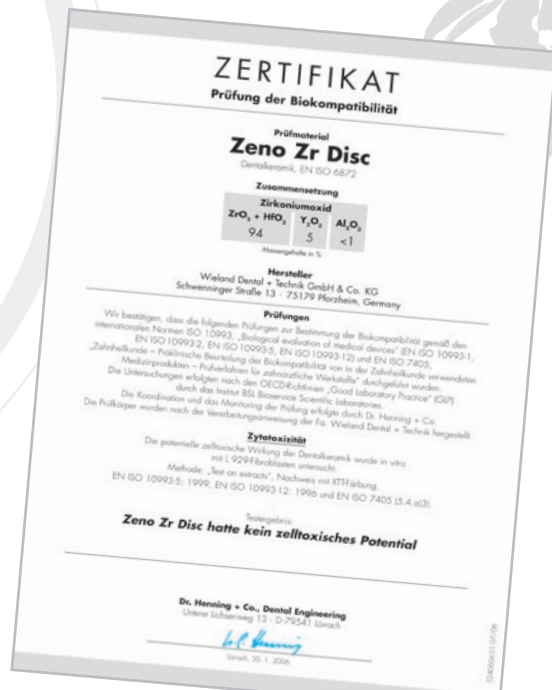 ZERTIFIKAT
Prüfung der Biokompatibilität
Prüfmaterial
Zeno Zr Disc
Dentalkeramik, EN ISO 6872
Zusammensetzung
Zirkoniumoxid
ZrO₂ + HfO₂ Y₂O₃ Al₂O₃
94 5 <1
Massengehalte in %
Hersteller
Wieland Dental + Technik GmbH & Co. KG
Schwenninger Straße 13 - 75179 Pforzheim, Germany
Prüfungen
Wir bestätigen, dass die folgenden Prüfungen zur Bestimmung der Biokompatibilität gemäß den
internationalen Normen ISO 10993, „Biological evaluation of medical devices" (EN ISO 10993-1,
EN ISO 10993-2, EN ISO 10993-5, EN ISO 10993-12) und EN ISO 7405,
„Zahnheilkunde – Präklinische Beurteilung der Biokompatibilität von in der Zahnheilkunde verwendeten
Medizinprodukten – Prüfverfahren für zahnärztliche Werkstoffe" durchgeführt wurden.
Die Untersuchungen erfolgten nach den OECD-Richtlinien „Good Laboratory Practice" (GLP)
durch das Institut BSL Bioservice Scientific Laboratories.
Die Koordination und das Monitoring der Prüfung erfolgte durch Dr. Henning + Co.
Die Prüfkörper wurden nach der Verarbeitungsanweisung der Fa. Wieland Dental + Technik hergestellt.
Zytotoxizität
Die potentielle zelltoxische Wirkung der Dentalkeramik wurde in vitro
mit L 929-Fibroblasten untersucht.
Methode: „Test on extracts", Nachweis mit XTT-Färbung.
EN ISO 10993-5: 1999, EN ISO 10993-12: 1996 und EN ISO 7405 (5.4.a)3).
Testergebnis:
Zeno Zr Disc hatte kein zelltoxisches Potential
Dr. Henning + Co., Dental Engineering
Unterer Lichsenweg 13 - D-79541 Lörrach
Lörrach, 30. 1. 2006